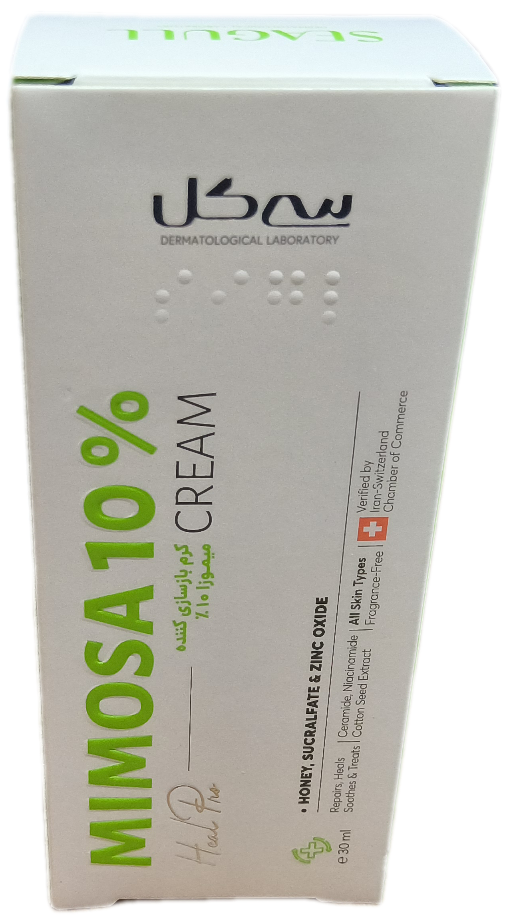 SEAGULL
سی‌گل
DERMATOLOGICAL LABORATORY
MIMOSA 10 %
CREAM
کرم بازسازی کننده
میموزا ۱۰٪
Heal Pro
• HONEY, SUCRALFATE & ZINC OXIDE
Repairs, Heals
Soothes & Treats
Ceramide, Niacinamide
Cotton Seed Extract
All Skin Types
Fragrance-Free
Verified by
Iran-Switzerland
Chamber of Commerce
e 30 ml